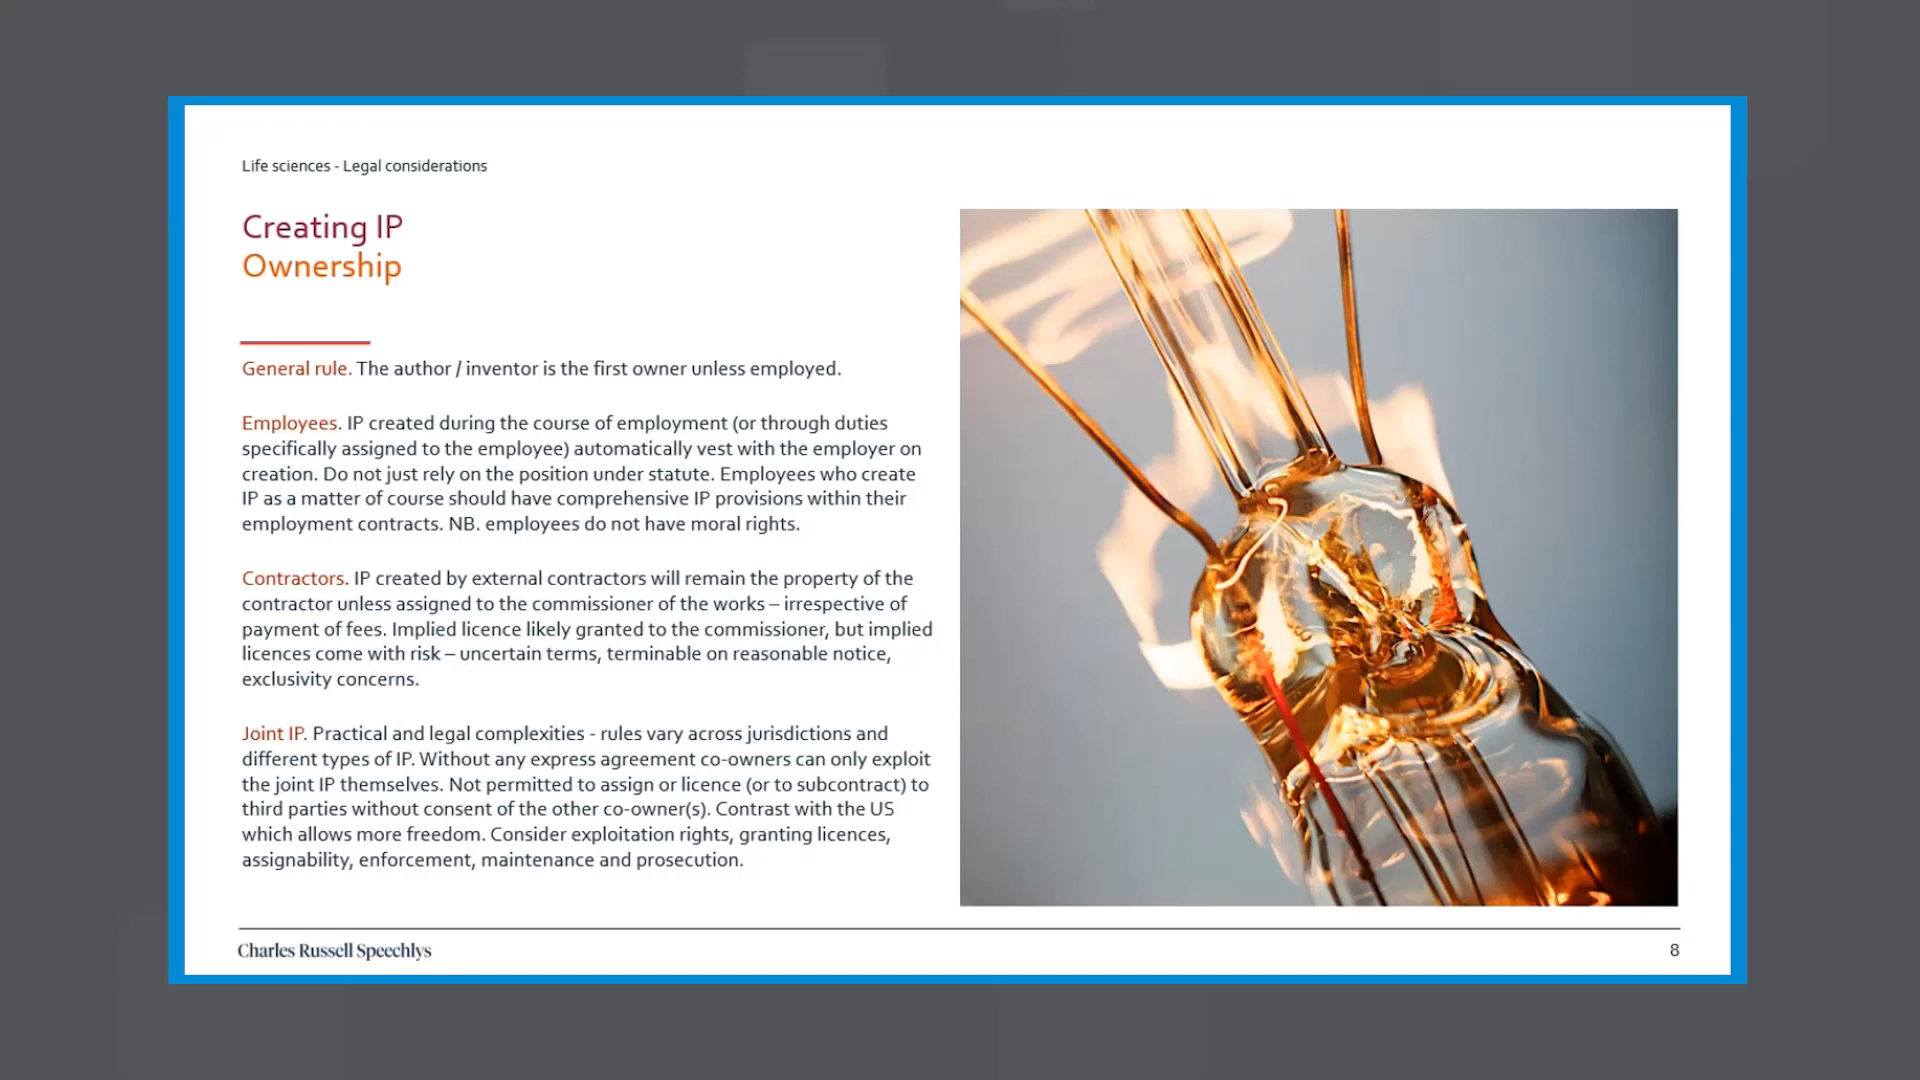 Life sciences - Legal considerations
Creating IP
Ownership
General rule. The author / inventor is the first owner unless employed.
Employees. IP created during the course of employment (or through duties
specifically assigned to the employee) automatically vest with the employer on
creation. Do not just rely on the position under statute. Employees who create
IP as a matter of course should have comprehensive IP provisions within their
employment contracts. NB. employees do not have moral rights.
Contractors. IP created by external contractors will remain the property of the
contractor unless assigned to the commissioner of the works – irrespective of
payment of fees. Implied licence likely granted to the commissioner, but implied
licences come with risk – uncertain terms, terminable on reasonable notice,
exclusivity concerns.
Joint IP. Practical and legal complexities - rules vary across jurisdictions and
different types of IP. Without any express agreement co-owners can only exploit
the joint IP themselves. Not permitted to assign or licence (or to subcontract) to
third parties without consent of the other co-owner(s). Contrast with the US
which allows more freedom. Consider exploitation rights, granting licences,
assignability, enforcement, maintenance and prosecution.
Charles Russell Speechlys
8